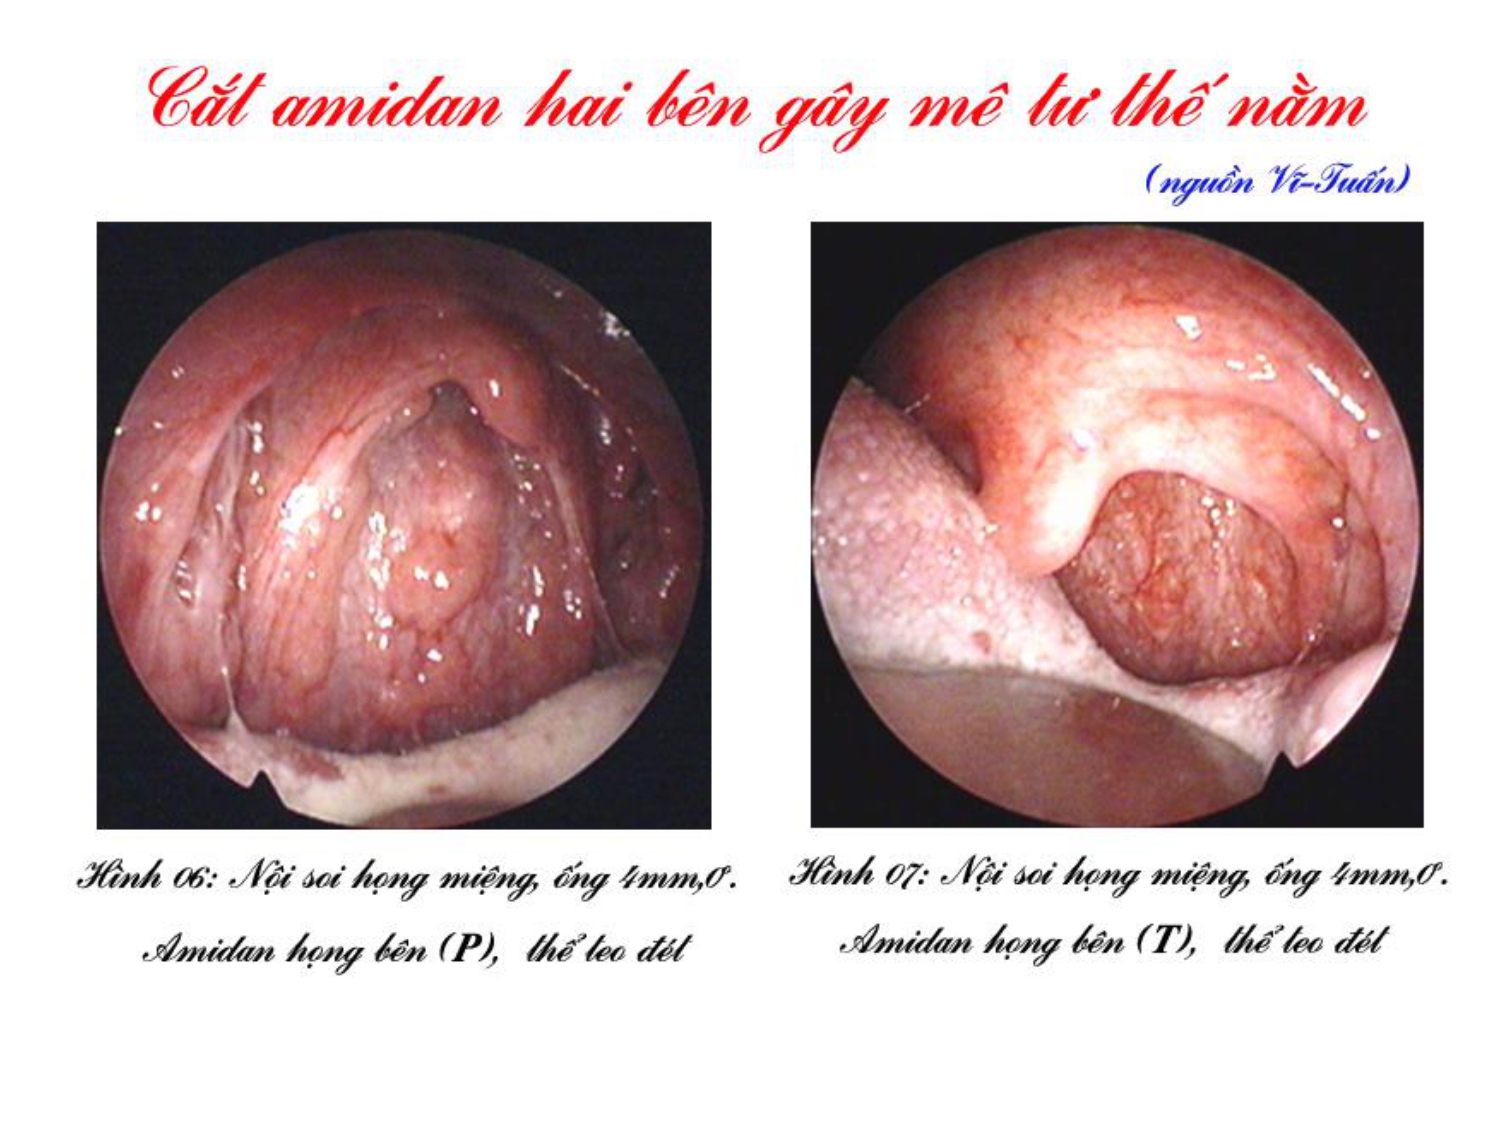 Cắt amidan hai bên gây mê tư thế nằm
(nguồn Vĩ-Tuấn)
Hình 06: Nội soi họng miệng, ống 4mm,0°.
Amidan họng bên (P), thể teo đét
Hình 07: Nội soi họng miệng, ống 4mm,0°.
Amidan họng bên (T), thể teo đét